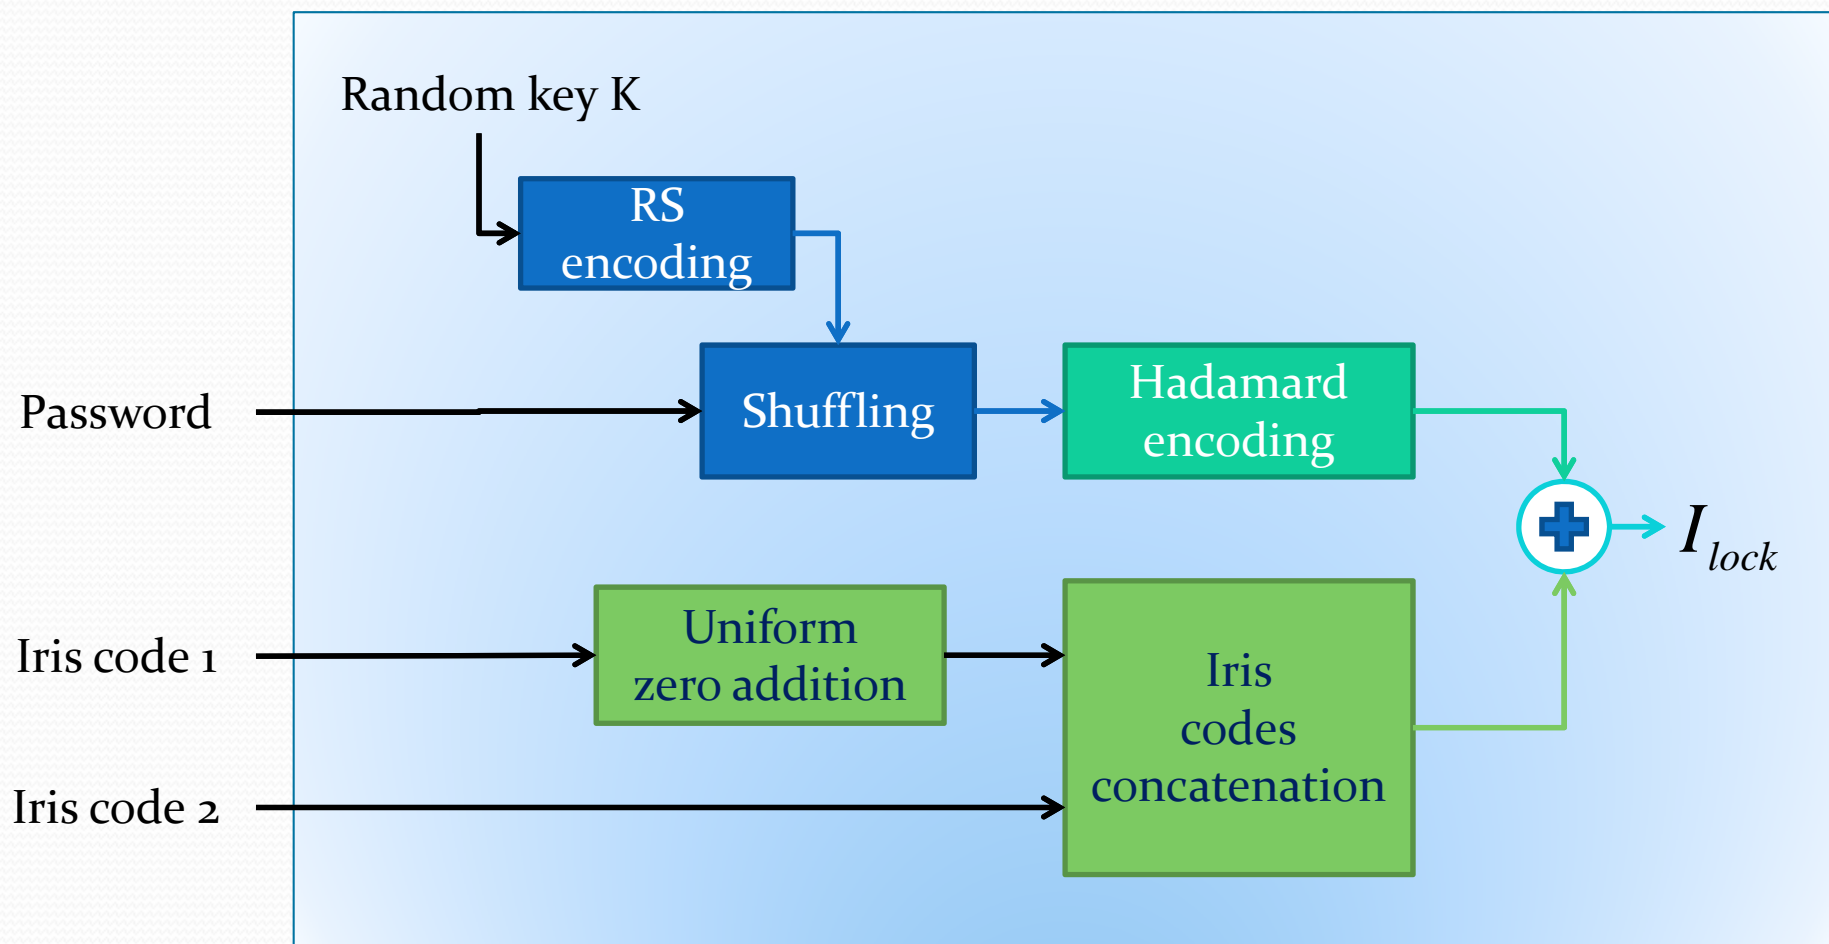 Random key K
RS
encoding
Password
Shuffling
Hadamard
encoding
I_lock
Iris code 1
Uniform
zero addition
Iris
codes
concatenation
Iris code 2